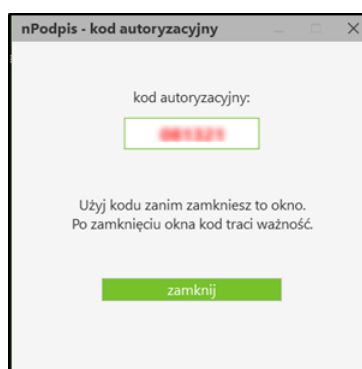 nPodpis - kod autoryzacyjny
kod autoryzacyjny:
Użyj kodu zanim zamkniesz to okno.
Po zamknięciu okna kod traci ważność.
zamknij